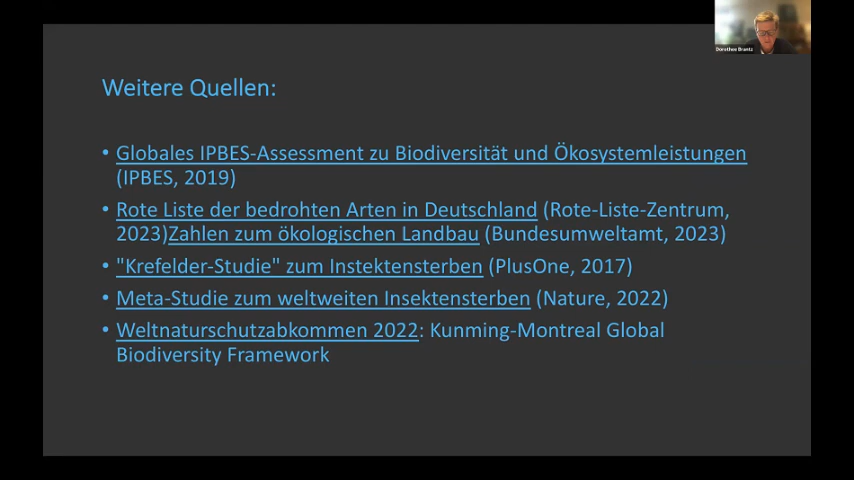 Dorothee Brantz
Weitere Quellen:
• Globales IPBES-Assessment zu Biodiversität und Ökosystemleistungen
(IPBES, 2019)
• Rote Liste der bedrohten Arten in Deutschland (Rote-Liste-Zentrum,
2023)Zahlen zum ökologischen Landbau (Bundesumweltamt, 2023)
• "Krefelder-Studie" zum Instektensterben (PlusOne, 2017)
• Meta-Studie zum weltweiten Insektensterben (Nature, 2022)
• Weltnaturschutzabkommen 2022: Kunming-Montreal Global
Biodiversity Framework